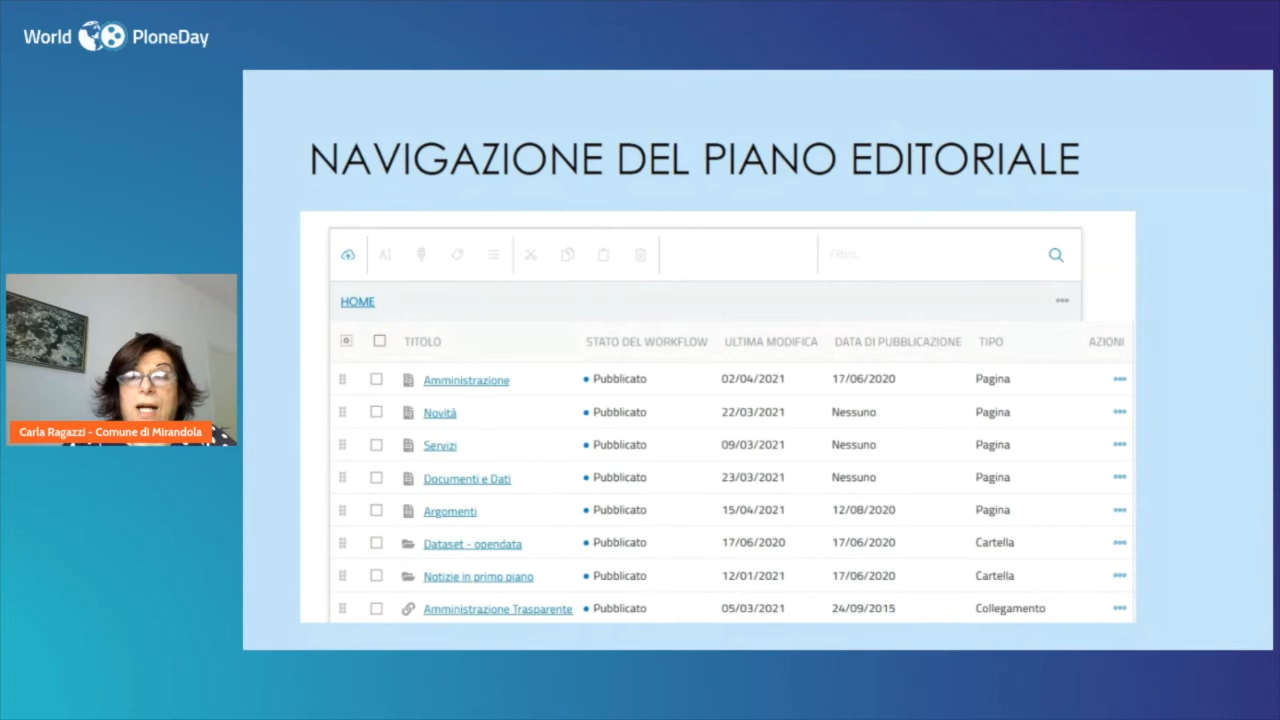 World PloneDay
NAVIGAZIONE DEL PIANO EDITORIALE
Filtro...
HOME
TITOLO STATO DEL WORKFLOW ULTIMA MODIFICA DATA DI PUBBLICAZIONE TIPO AZIONI
Amministrazione Pubblicato 02/04/2021 17/06/2020 Pagina
Novità Pubblicato 22/03/2021 Nessuno Pagina
Servizi Pubblicato 09/03/2021 Nessuno Pagina
Documenti e Dati Pubblicato 23/03/2021 Nessuno Pagina
Argomenti Pubblicato 15/04/2021 12/08/2020 Pagina
Dataset - opendata Pubblicato 17/06/2020 17/06/2020 Cartella
Notizie in primo piano Pubblicato 12/01/2021 17/06/2020 Cartella
Amministrazione Trasparente Pubblicato 05/03/2021 24/09/2015 Collegamento
Carla Ragazzi - Comune di Mirandola